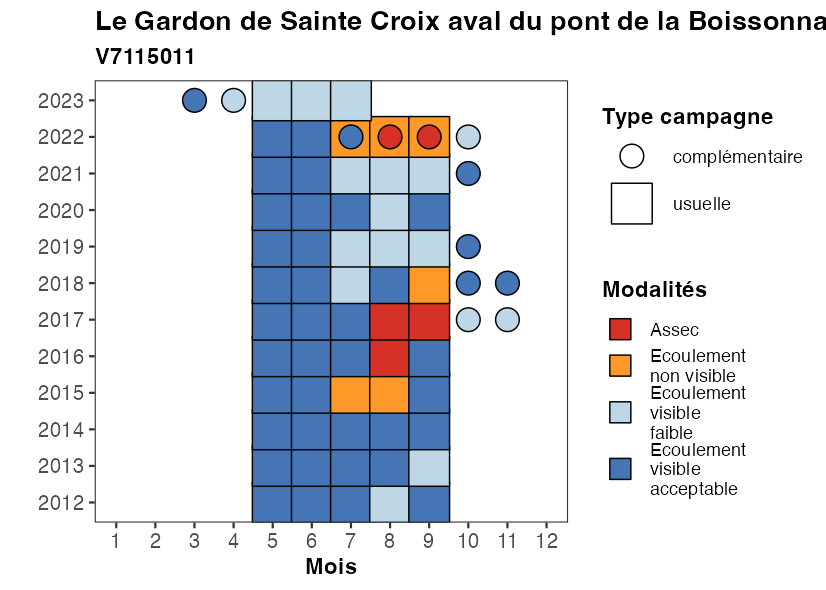 Le Gardon de Sainte Croix aval du pont de la Boissonna
V7115011
2023
2022
2021
2020
2019
2018
2017
2016
2015
2014
2013
2012
1 2 3 4 5 6 7 8 9 10 11 12
Mois
Type campagne
complémentaire
usuelle
Modalités
Assec
Ecoulement
non visible
Ecoulement
visible
faible
Ecoulement
visible
acceptable